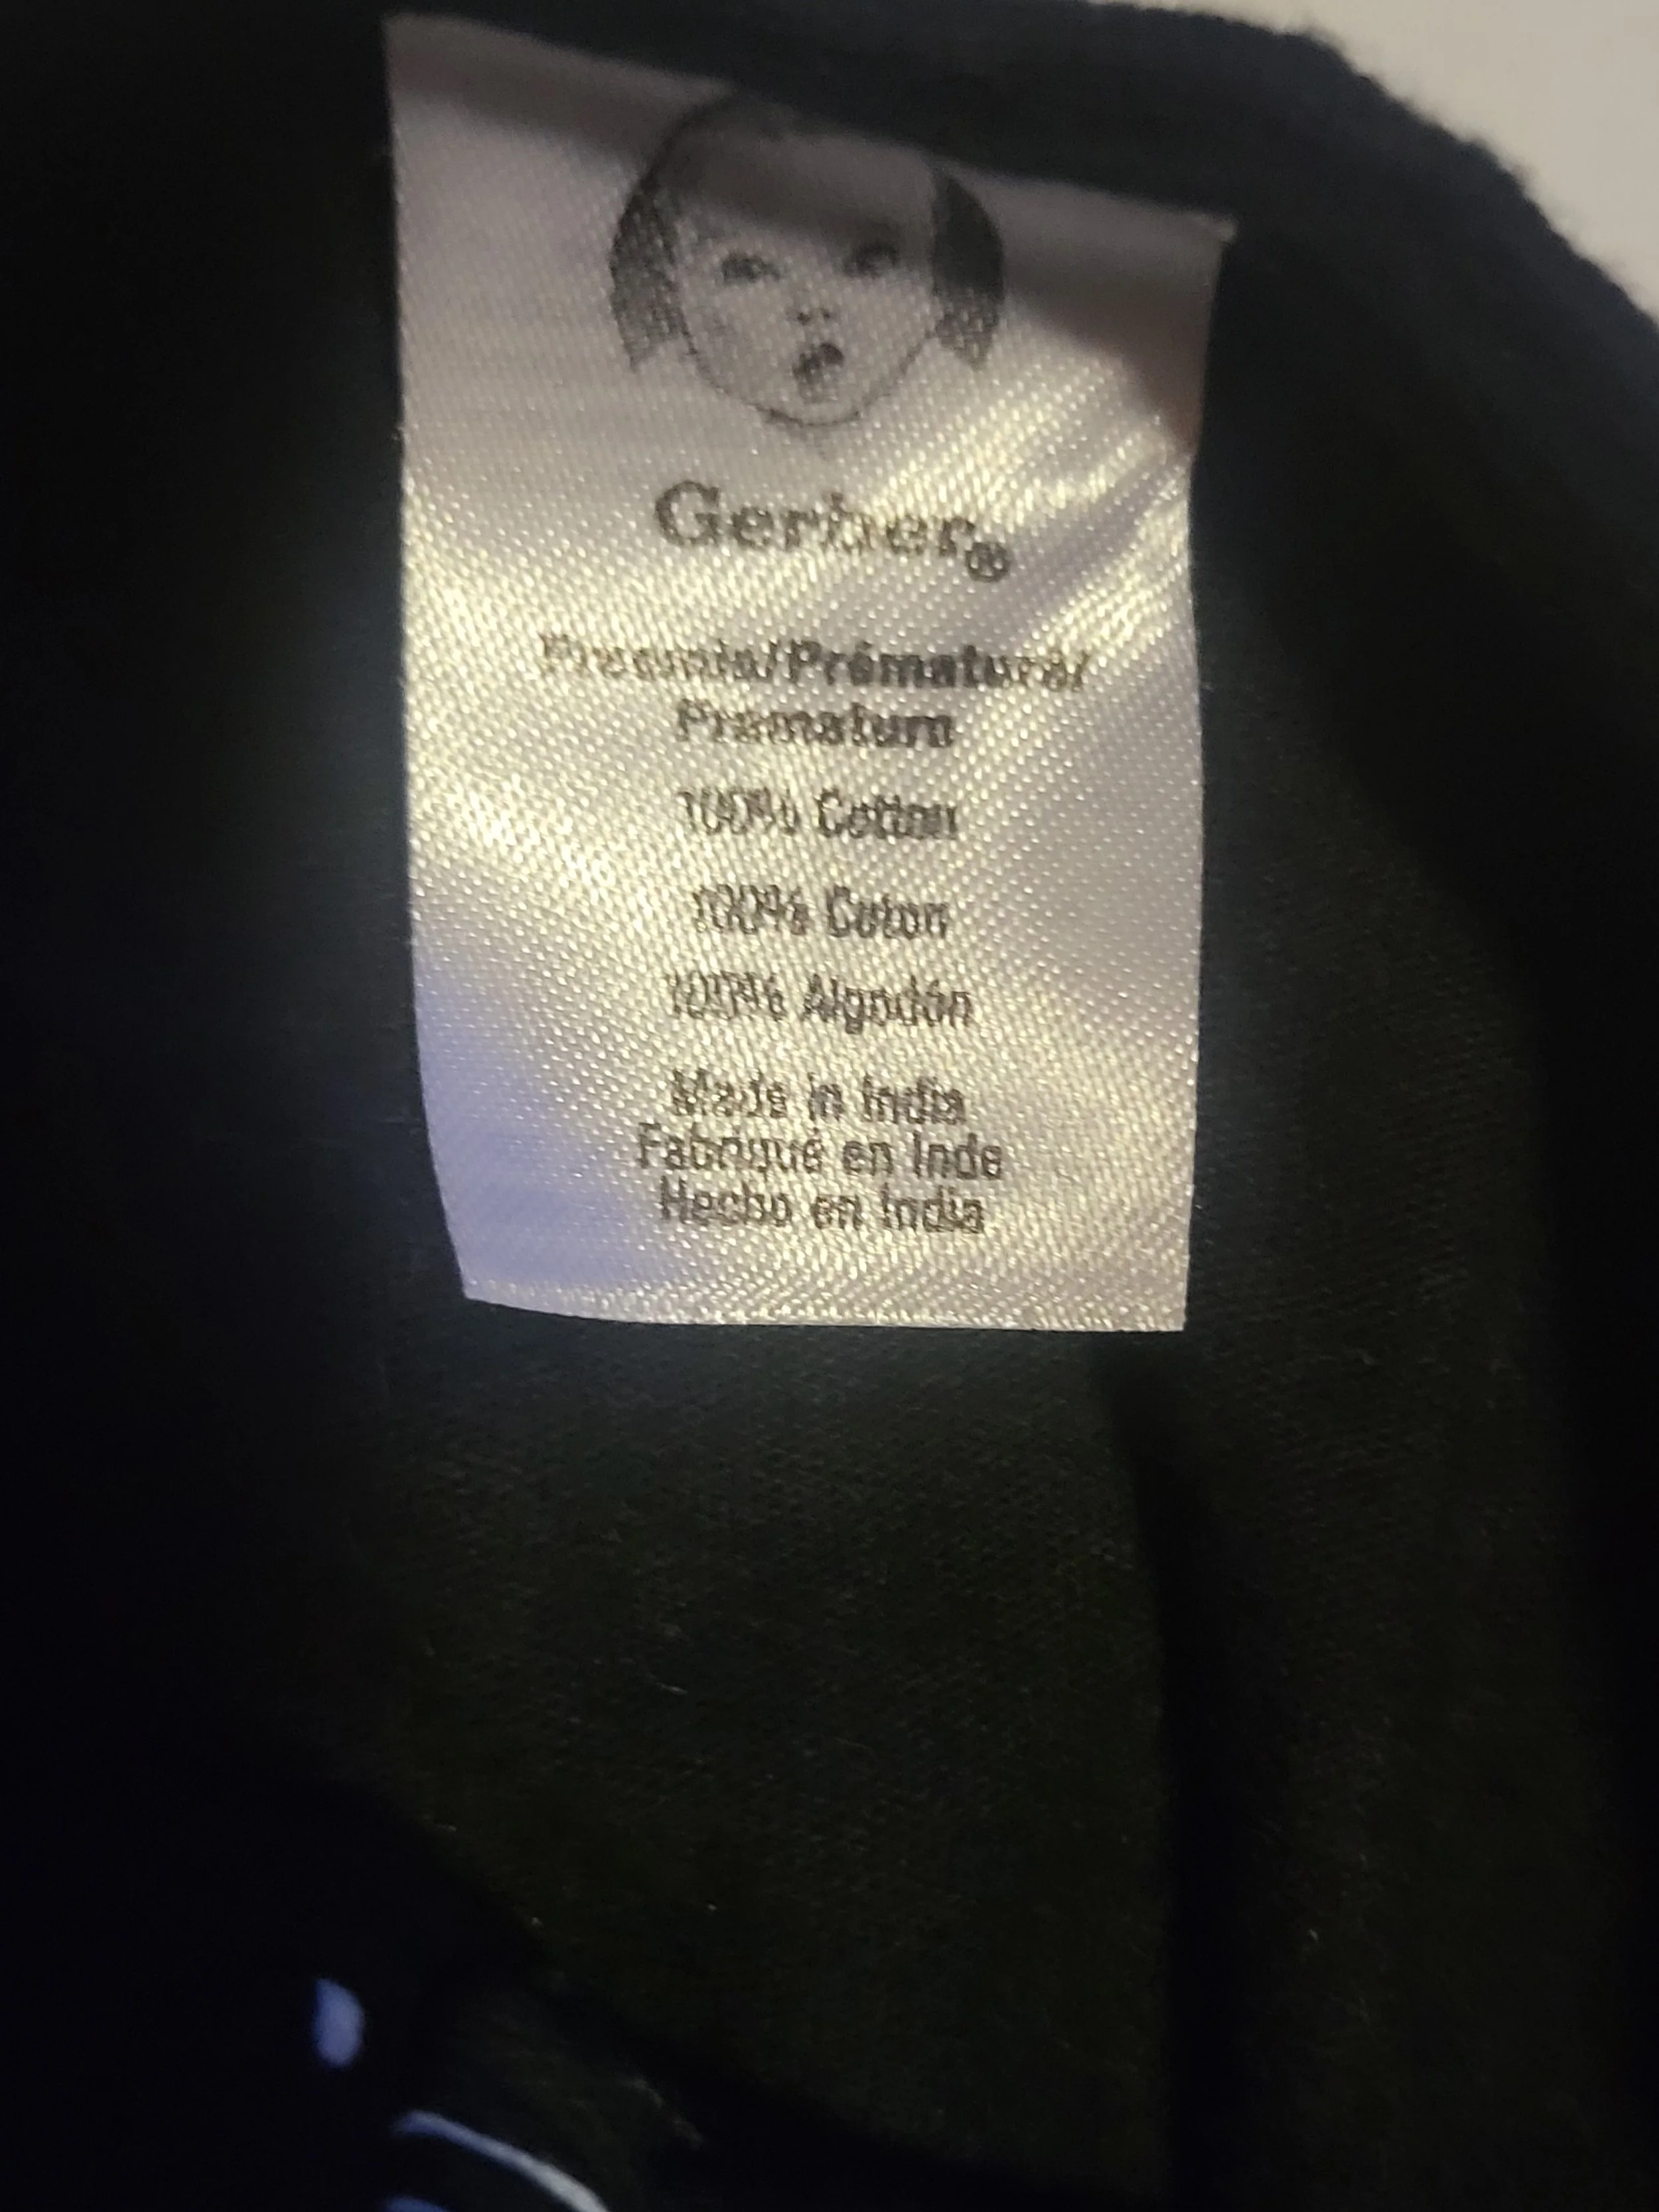 Gerber®
Preemie/Prématuré/
Prematuro
100% Cotton
100% Coton
100% Algodón
Made in India
Fabriqué en Inde
Hecho en India